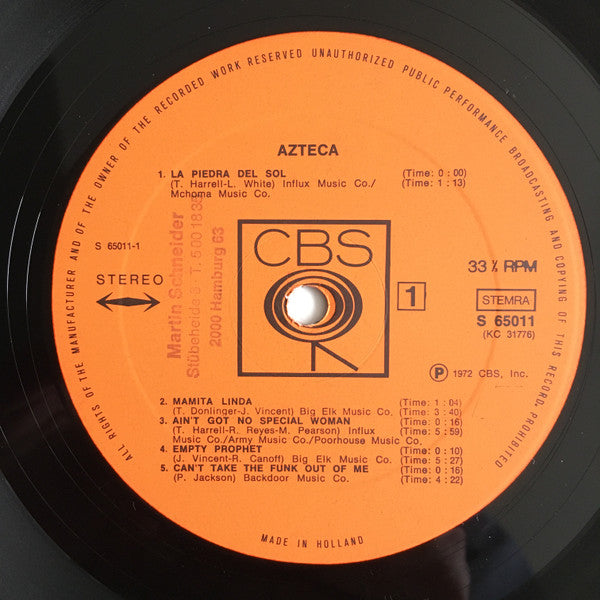 ALL RIGHTS OF THE MANUFACTURER AND OF THE OWNER OF THE RECORDED WORK RESERVED UNAUTHORIZED PUBLIC PERFORMANCE BROADCASTING AND COPYING OF THIS RECORD PROHIBITED
AZTECA
1. LA PIEDRA DEL SOL (Time: 0:00)
(T. Harrell-L. White) Influx Music Co./ (Time: 1:13)
Mchoma Music Co.
S 65011-1
STEREO
CBS
33⅓ RPM
1
STEMRA
S 65011
(KC 31776)
Martin Schneider
2000 Hamburg 63
℗ 1972 CBS, Inc.
2. MAMITA LINDA (Time: 1:04)
(T. Donlinger-J. Vincent) Big Elk Music Co. (Time: 3:40)
3. AIN'T GOT NO SPECIAL WOMAN (Time: 0:16)
(T. Harrell-R. Reyes-M. Pearson) Influx (Time: 5:59)
Music Co./Army Music Co./Poorhouse Music Co.
4. EMPTY PROPHET (Time: 0:10)
(J. Vincent-R. Canoff) Big Elk Music Co. (Time: 5:27)
5. CAN'T TAKE THE FUNK OUT OF ME (Time: 0:16)
(P. Jackson) Backdoor Music Co. (Time: 4:22)
MADE IN HOLLAND